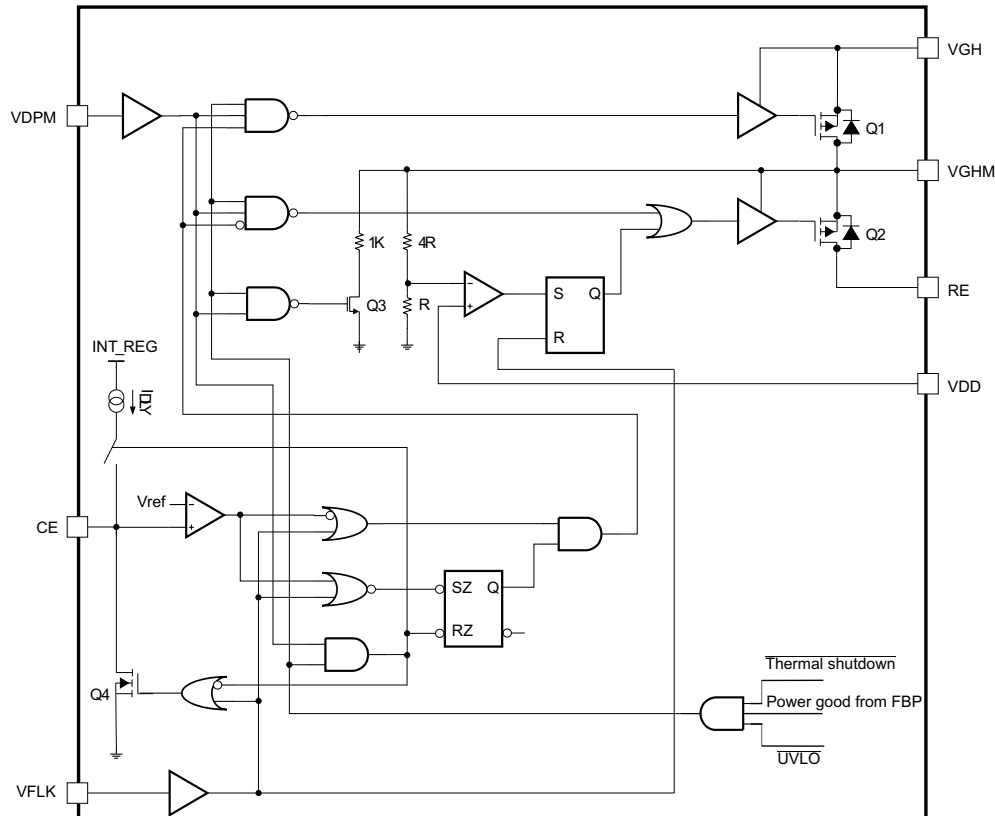 VGH
VDPM
Q1
VGHM
1K
4R
Q2
Q3
R
S Q
R
RE
INT_REG
IDLY
VDD
Vref
CE
SZ Q
RZ
Thermal shutdown
Q4
Power good from FBP
UVLO
VFLK